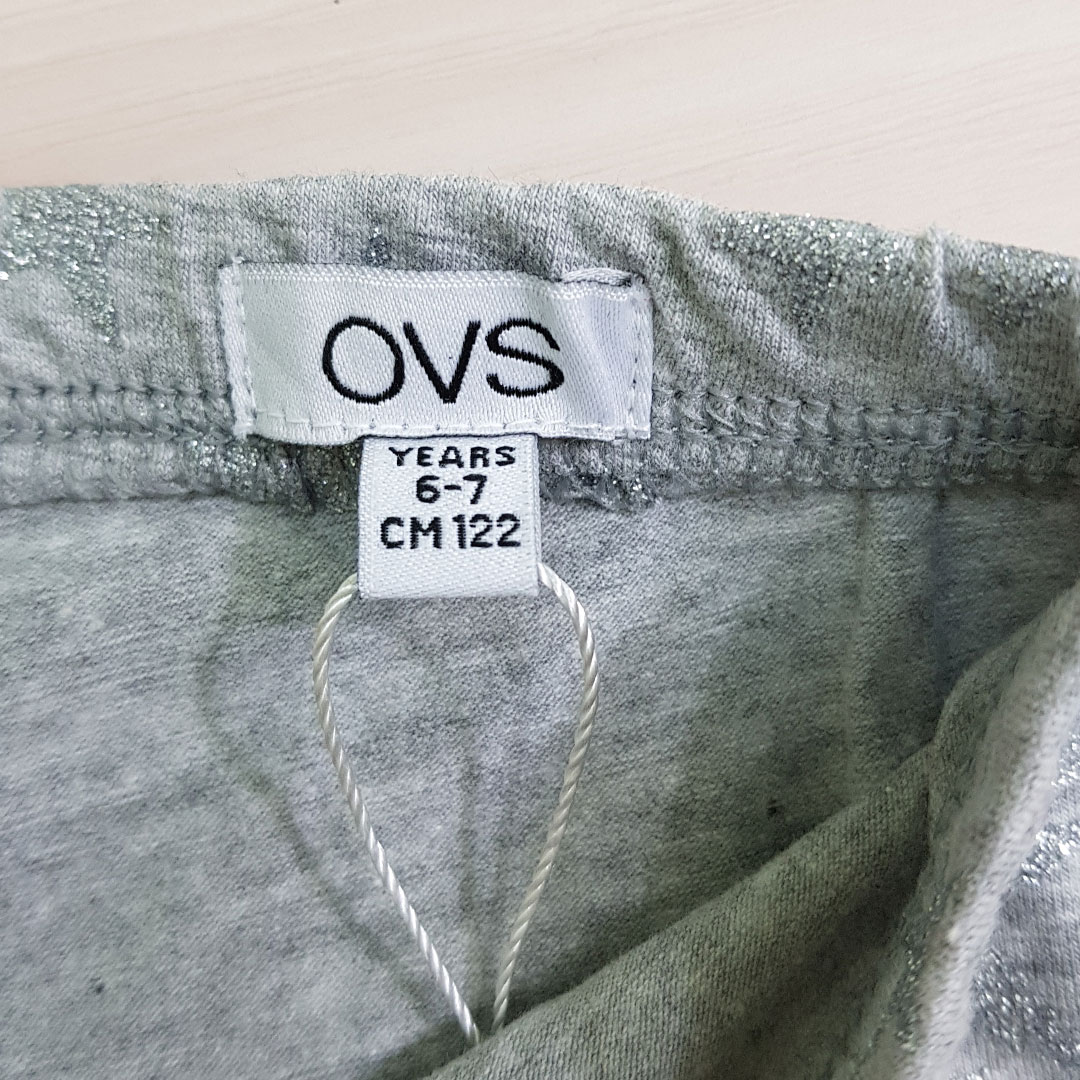 OVS
YEARS
6-7
CM 122